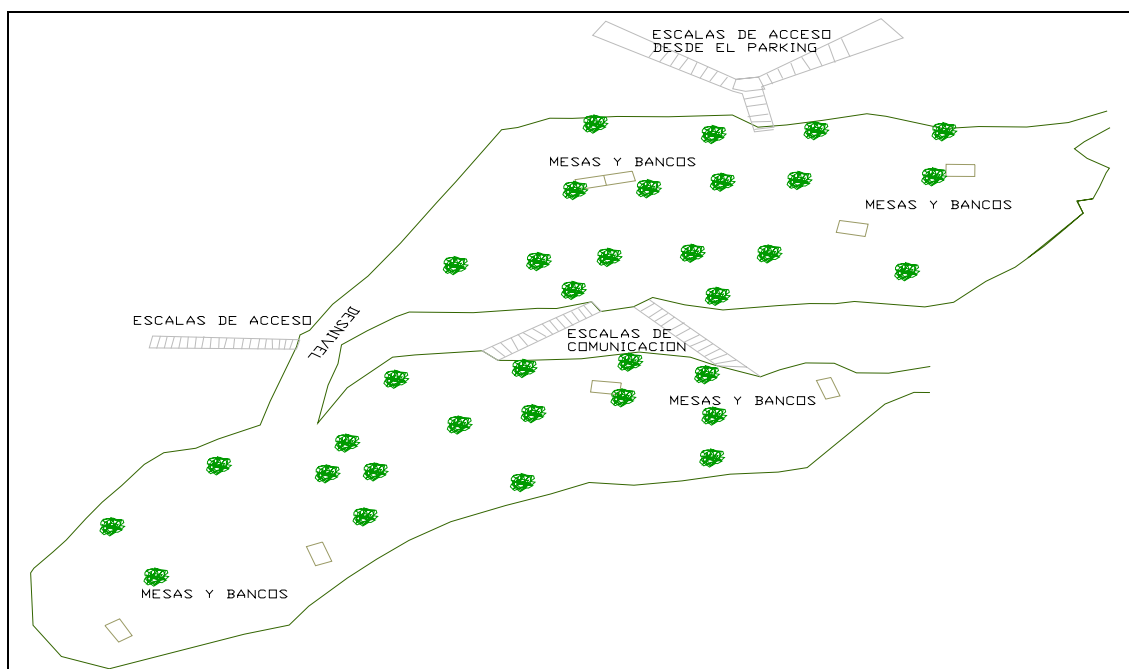 ESCALAS DE ACCESO
DESDE EL PARKING
MESAS Y BANCOS
MESAS Y BANCOS
ESCALAS DE ACCESO
DESNIVEL
ESCALAS DE
COMUNICACION
MESAS Y BANCOS
MESAS Y BANCOS